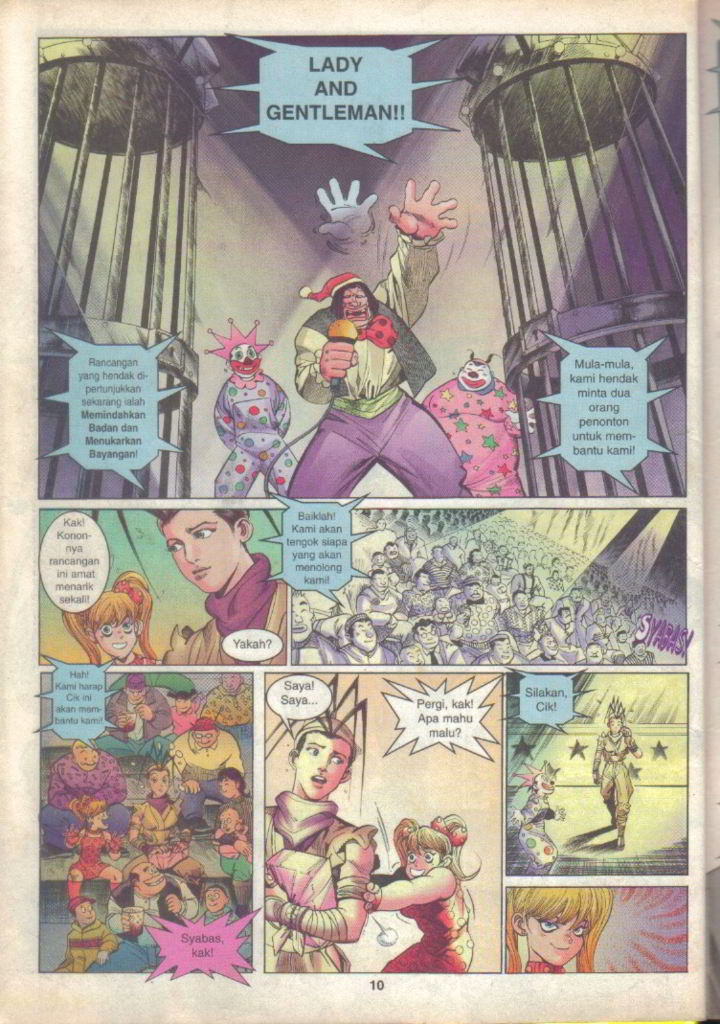 LADY
AND
GENTLEMAN!!
Rancangan
yang hendak di-
pertunjukkan
sekarang ialah
Memindahkan
Badan dan
Menukarkan
Bayangan!
Mula-mula,
kami hendak
minta dua
orang
penonton
untuk mem-
bantu kami!
Kak!
Konon-
nya
rancangan
ini amat
menarik
sekali!
Yakah?
Baiklah!
Kami akan
tengok siapa
yang akan
menolong
kami!
SYABAS!
Hah!
Kami harap
Cik ini
akan mem-
bantu kami!
Syabas,
kak!
Saya!
Saya...
Pergi, kak!
Apa mahu
malu?
Silakan,
Cik!
10